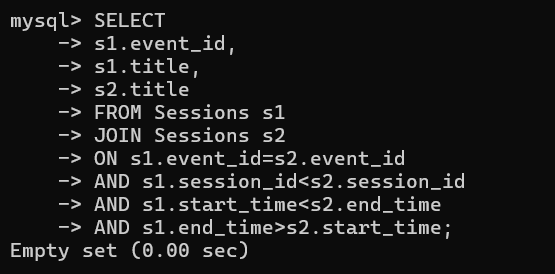 mysql> SELECT
    -> s1.event_id,
    -> s1.title,
    -> s2.title
    -> FROM Sessions s1
    -> JOIN Sessions s2
    -> ON s1.event_id=s2.event_id
    -> AND s1.session_id<s2.session_id
    -> AND s1.start_time<s2.end_time
    -> AND s1.end_time>s2.start_time;
Empty set (0.00 sec)